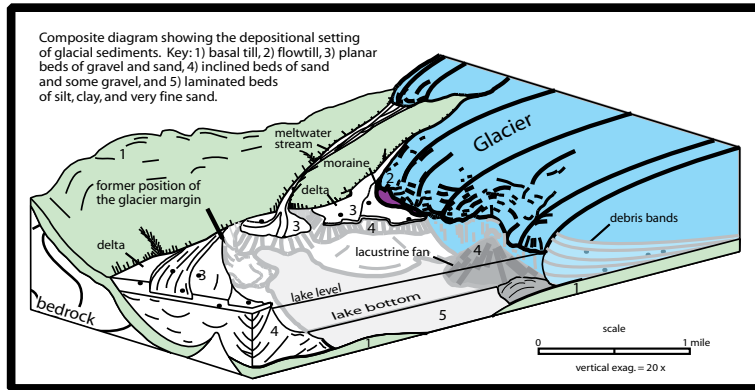 Composite diagram showing the depositional setting
of glacial sediments. Key: 1) basal till, 2) flowtill, 3) planar
beds of gravel and sand, 4) inclined beds of sand
and some gravel, and 5) laminated beds
of silt, clay, and very fine sand.
1
meltwater
stream
moraine
Glacier
2
former position of
the glacier margin
delta
3
3
4
debris bands
delta
3
lacustrine fan
4
lake level
lake bottom
bedrock
4
5
1
1
scale
0
1 mile
vertical exag. = 20 x